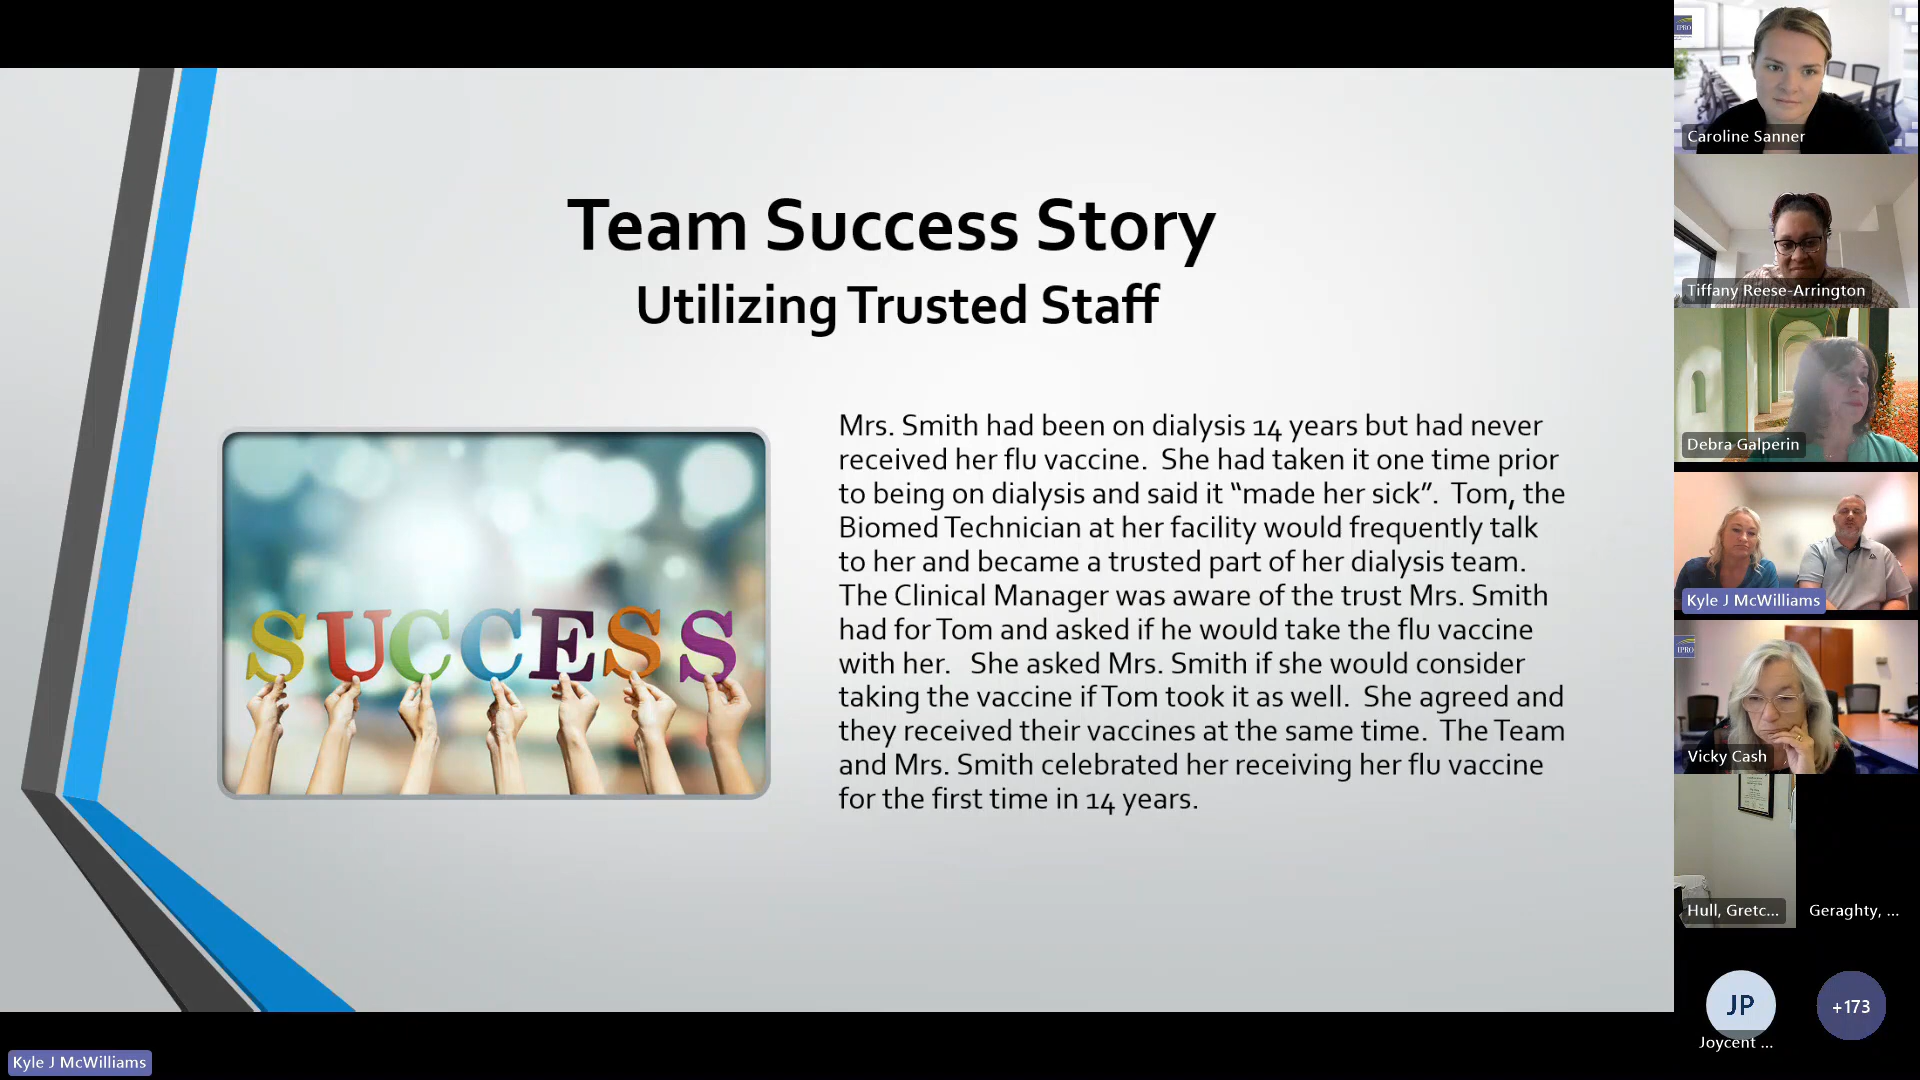 Team Success Story
Utilizing Trusted Staff
Mrs. Smith had been on dialysis 14 years but had never
received her flu vaccine.  She had taken it one time prior
to being on dialysis and said it “made her sick”.  Tom, the
Biomed Technician at her facility would frequently talk
to her and became a trusted part of her dialysis team.
The Clinical Manager was aware of the trust Mrs. Smith
had for Tom and asked if he would take the flu vaccine
with her.   She asked Mrs. Smith if she would consider
taking the vaccine if Tom took it as well.  She agreed and
they received their vaccines at the same time.  The Team
and Mrs. Smith celebrated her receiving her flu vaccine
for the first time in 14 years.
SUCCESS
Kyle J McWilliams
IPRO
Caroline Sanner
Tiffany Reese-Arrington
Debra Galperin
Kyle J McWilliams
IPRO
Vicky Cash
Hull, Gretc...
Geraghty, ...
JP
Joycent ...
+173